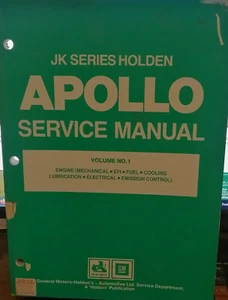 JK SERIES HOLDEN
APOLLO
SERVICE MANUAL
VOLUME NO. 1
ENGINE (MECHANICAL • EFI • FUEL • COOLING
LUBRICATION • ELECTRICAL • EMISSION CONTROL)
GM
General Motors-Holden's – Automotive Ltd. Service Department,
A 'Holden' Publication